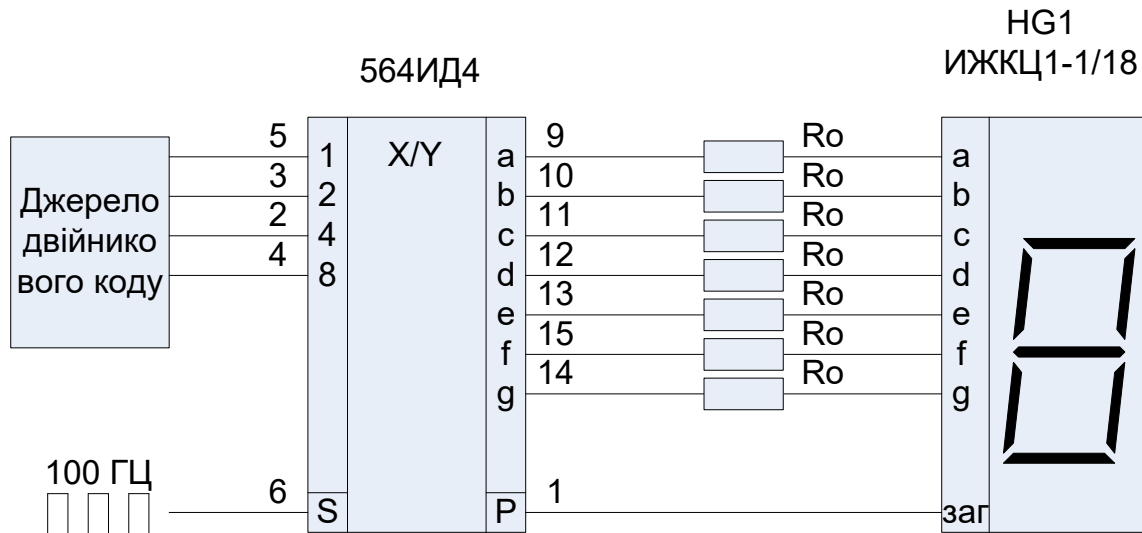 HG1
ИЖКЦ1-1/18
564ИД4
Джерело
двійнико
вого коду
5
3
2
4
1
2
4
8
X/Y
a
b
c
d
e
f
g
9
10
11
12
13
15
14
Ro
Ro
Ro
Ro
Ro
Ro
Ro
a
b
c
d
e
f
g
100 ГЦ
6
S
P
1
заг